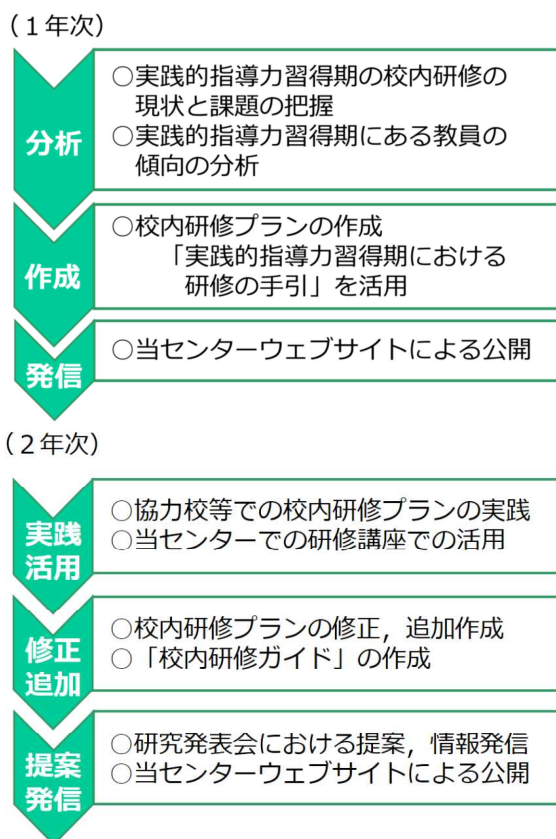 （１年次）
分析
○実践的指導力習得期の校内研修の
現状と課題の把握
○実践的指導力習得期にある教員の
傾向の分析
作成
○校内研修プランの作成
「実践的指導力習得期における
研修の手引」を活用
発信
○当センターウェブサイトによる公開
（２年次）
実践
活用
○協力校等での校内研修プランの実践
○当センターでの研修講座での活用
修正
追加
○校内研修プランの修正，追加作成
○「校内研修ガイド」の作成
提案
発信
○研究発表会における提案，情報発信
○当センターウェブサイトによる公開